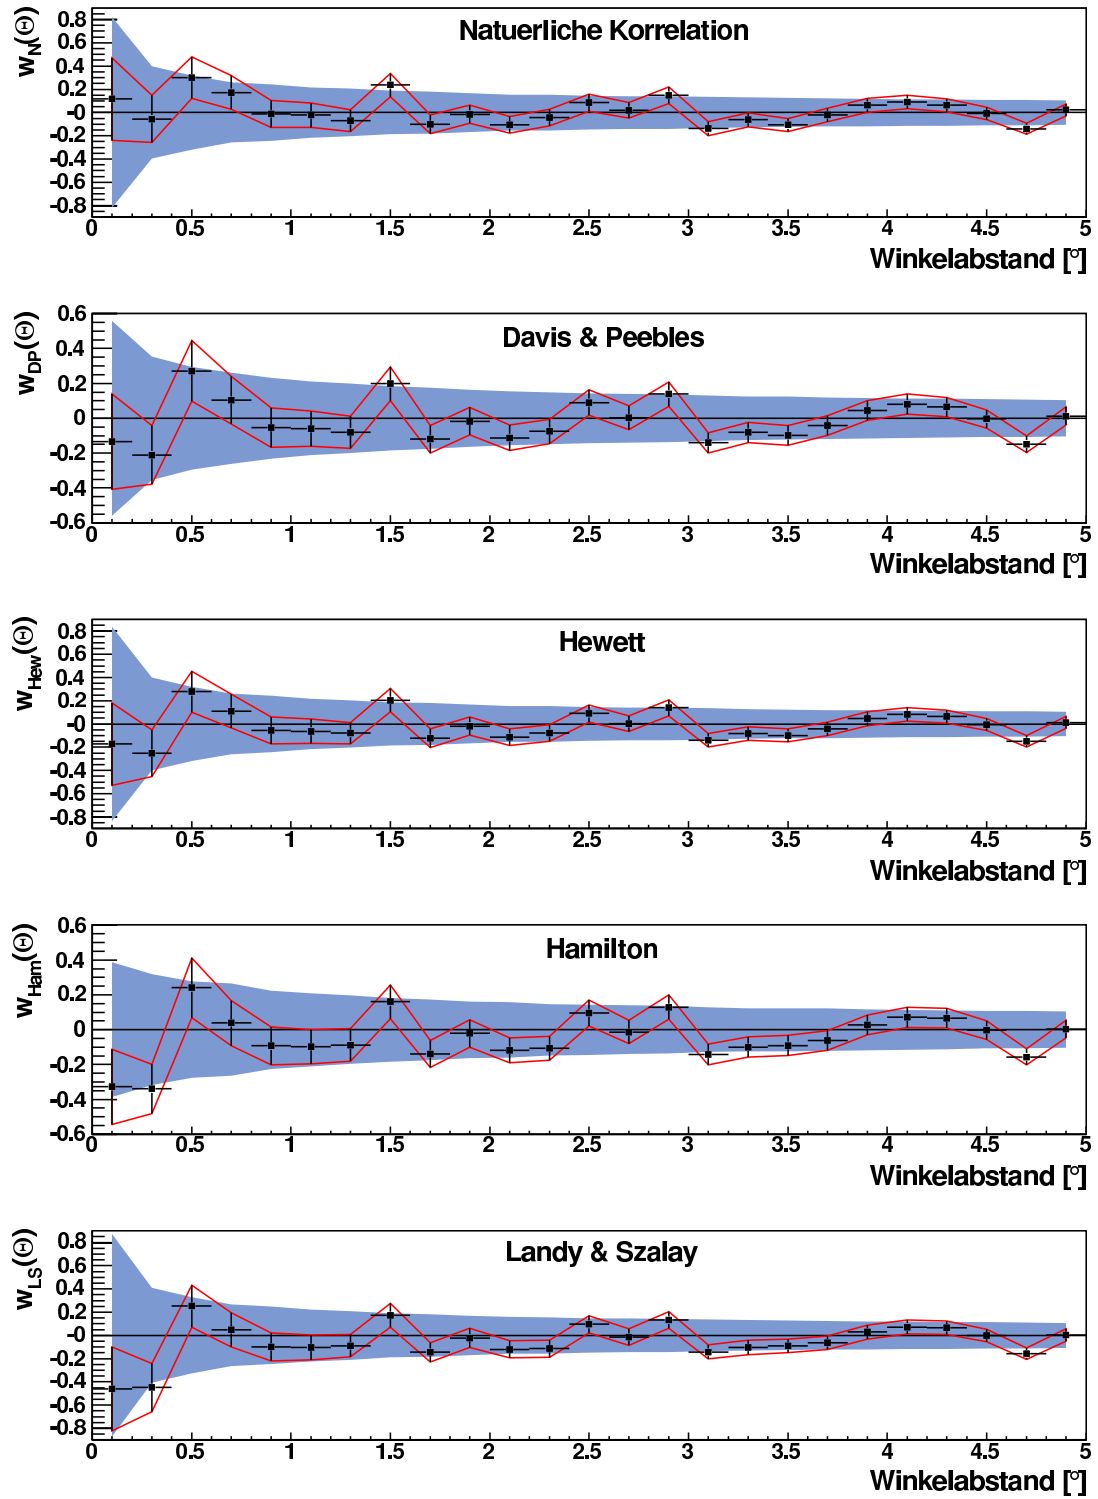 Natuerliche Korrelation
w_N(Θ)
0.8
0.6
0.4
0.2
-0
-0.2
-0.4
-0.6
-0.8
0 0.5 1 1.5 2 2.5 3 3.5 4 4.5 5
Winkelabstand [°]
Davis & Peebles
w_DP(Θ)
0.6
0.4
0.2
0
-0.2
-0.4
-0.6
0 0.5 1 1.5 2 2.5 3 3.5 4 4.5 5
Winkelabstand [°]
Hewett
w_Hew(Θ)
0.8
0.6
0.4
0.2
-0
-0.2
-0.4
-0.6
-0.8
0 0.5 1 1.5 2 2.5 3 3.5 4 4.5 5
Winkelabstand [°]
Hamilton
w_Ham(Θ)
0.6
0.4
0.2
0
-0.2
-0.4
-0.6
0 0.5 1 1.5 2 2.5 3 3.5 4 4.5 5
Winkelabstand [°]
Landy & Szalay
w_LS(Θ)
0.8
0.6
0.4
0.2
-0
-0.2
-0.4
-0.6
-0.8
0 0.5 1 1.5 2 2.5 3 3.5 4 4.5 5
Winkelabstand [°]